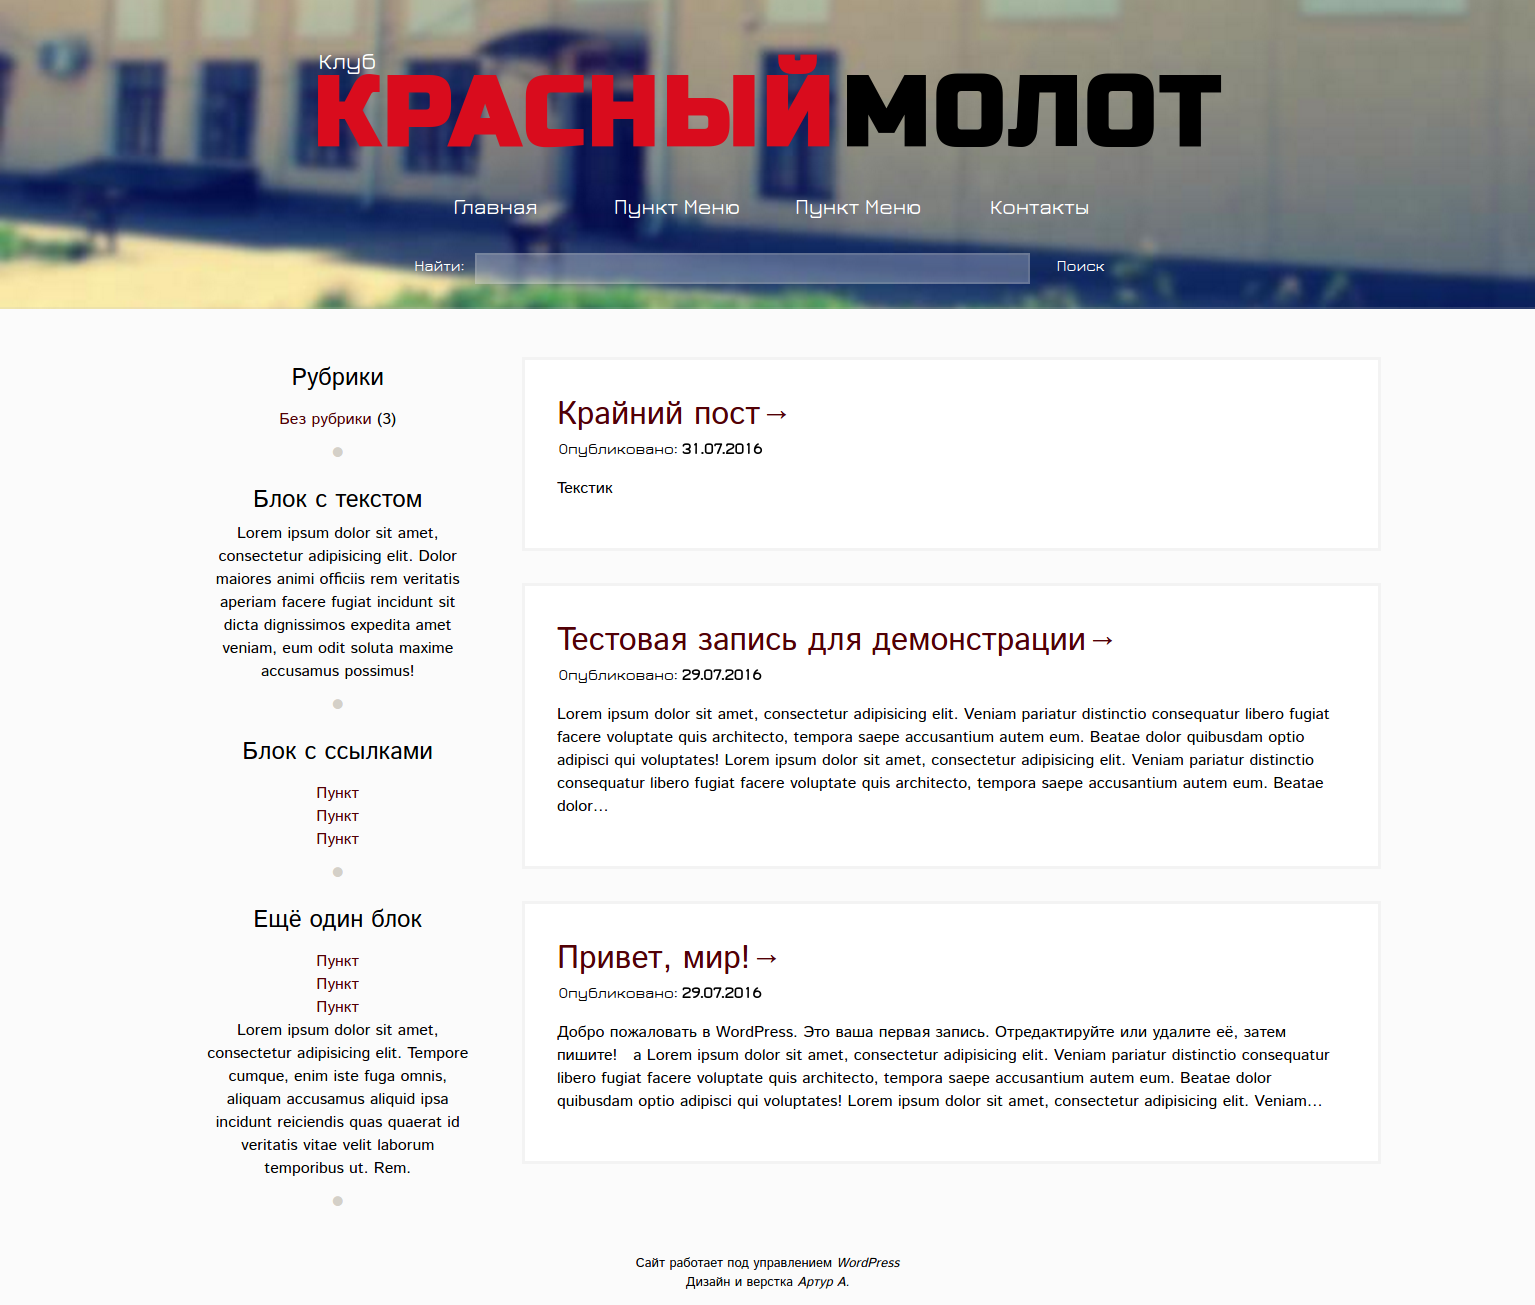 Клуб
КРАСНЫЙ МОЛОТ
Главная Пункт Меню Пункт Меню Контакты
Найти: Поиск
Рубрики
Без рубрики (3)
Блок с текстом
Lorem ipsum dolor sit amet,
consectetur adipisicing elit. Dolor
maiores animi officiis rem veritatis
aperiam facere fugiat incidunt sit
dicta dignissimos expedita amet
veniam, eum odit soluta maxime
accusamus possimus!
Блок с ссылками
Пункт
Пункт
Пункт
Ещё один блок
Пункт
Пункт
Пункт
Lorem ipsum dolor sit amet,
consectetur adipisicing elit. Tempore
cumque, enim iste fuga omnis,
aliquam accusamus aliquid ipsa
incidunt reiciendis quas quaerat id
veritatis vitae velit laborum
temporibus ut. Rem.
Крайний пост→
Опубликовано: 31.07.2016
Текстик
Тестовая запись для демонстрации→
Опубликовано: 29.07.2016
Lorem ipsum dolor sit amet, consectetur adipisicing elit. Veniam pariatur distinctio consequatur libero fugiat
facere voluptate quis architecto, tempora saepe accusantium autem eum. Beatae dolor quibusdam optio
adipisci qui voluptates! Lorem ipsum dolor sit amet, consectetur adipisicing elit. Veniam pariatur distinctio
consequatur libero fugiat facere voluptate quis architecto, tempora saepe accusantium autem eum. Beatae
dolor…
Привет, мир!→
Опубликовано: 29.07.2016
Добро пожаловать в WordPress. Это ваша первая запись. Отредактируйте или удалите её, затем
пишите! а Lorem ipsum dolor sit amet, consectetur adipisicing elit. Veniam pariatur distinctio consequatur
libero fugiat facere voluptate quis architecto, tempora saepe accusantium autem eum. Beatae dolor
quibusdam optio adipisci qui voluptates! Lorem ipsum dolor sit amet, consectetur adipisicing elit. Veniam…
Сайт работает под управлением WordPress
Дизайн и верстка Артур А.